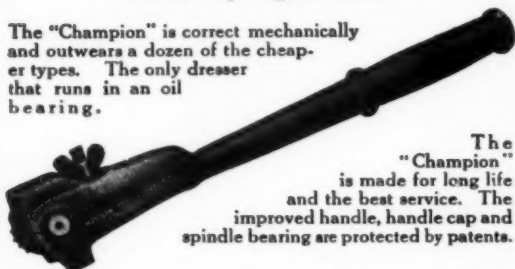 The "Champion" is correct mechanically
and outwears a dozen of the cheap-
er types. The only dresser
that runs in an oil
bearing.
The
"Champion"
is made for long life
and the best service. The
improved handle, handle cap and
spindle bearing are protected by patents.